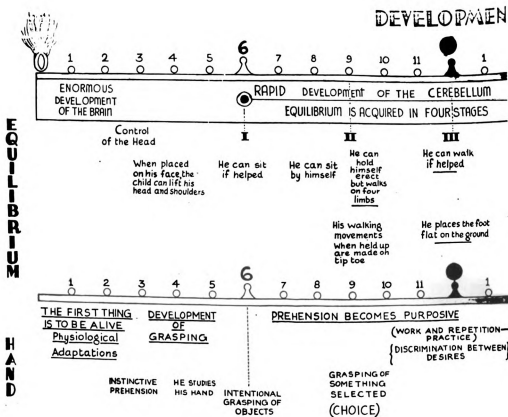 DEVELOPMEN
1 2 3 4 5 6 7 8 9 10 11 1
ENORMOUS
DEVELOPMENT
OF THE BRAIN
RAPID DEVELOPMENT OF THE CEREBELLUM
EQUILIBRIUM IS ACQUIRED IN FOUR STAGES
EQUILIBRIUM
Control
of the Head
I II III
When placed
on his face, the
child can lift his
head and shoulders
He can sit
if helped
He can sit
by himself
He can
hold
himself
erect
but walks
on four
limbs
He can walk
if helped
His walking
movements
when held up
are made on
tip toe
He places the foot
flat on the ground
1 2 3 4 5 6 7 8 9 10 11 1
HAND
THE FIRST THING
IS TO BE ALIVE
Physiological
Adaptations
DEVELOPMENT
OF
GRASPING
PREHENSION BECOMES PURPOSIVE
(WORK AND REPETITION—
PRACTICE)
{DISCRIMINATION BETWEEN}
DESIRES
INSTINCTIVE
PREHENSION
HE STUDIES
HIS HAND
INTENTIONAL
GRASPING OF
OBJECTS
GRASPING OF
SOMETHING
SELECTED
(CHOICE)